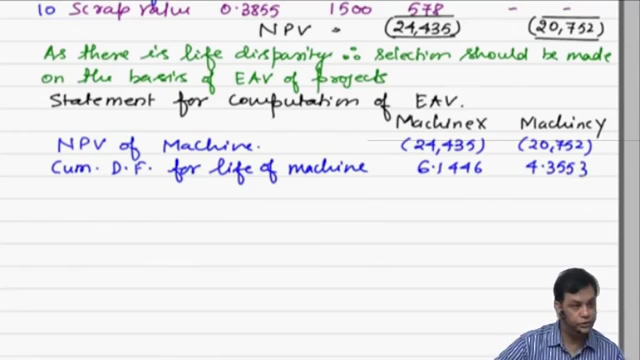 10 Scrap Value 0.3855 1500 578 - -
NPV = (24,435) (20,752)
As there is life disparity ∴ selection should be made
on the basis of EAV of projects
Statement for computation of EAV.
Machine X Machine Y
NPV of Machine. (24,435) (20,752)
Cum. D.F. for life of machine 6.1446 4.3553